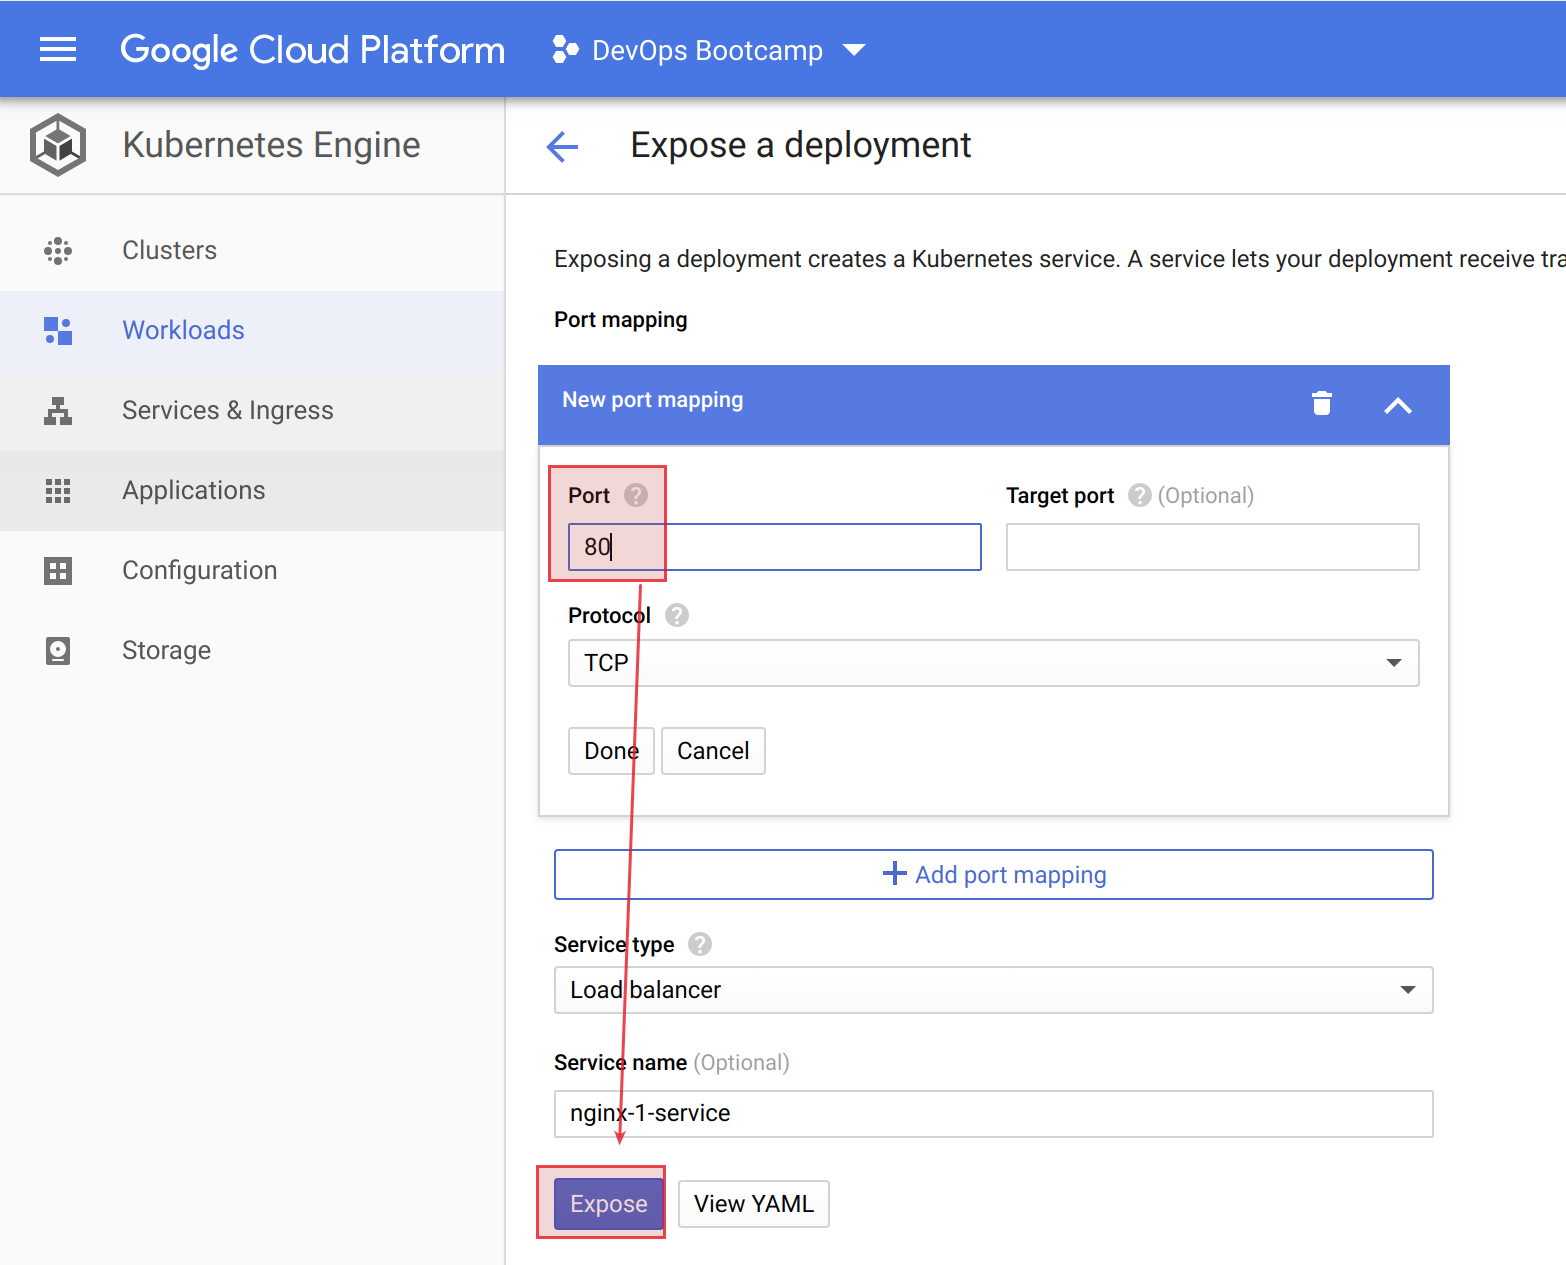 Google Cloud Platform
DevOps Bootcamp
Kubernetes Engine
Expose a deployment
Clusters
Workloads
Services & Ingress
Applications
Configuration
Storage
Exposing a deployment creates a Kubernetes service. A service lets your deployment receive tra
Port mapping
New port mapping
Port ?
Target port ? (Optional)
80
Protocol ?
TCP
Done
Cancel
+ Add port mapping
Service type ?
Load balancer
Service name (Optional)
nginx-1-service
Expose
View YAML